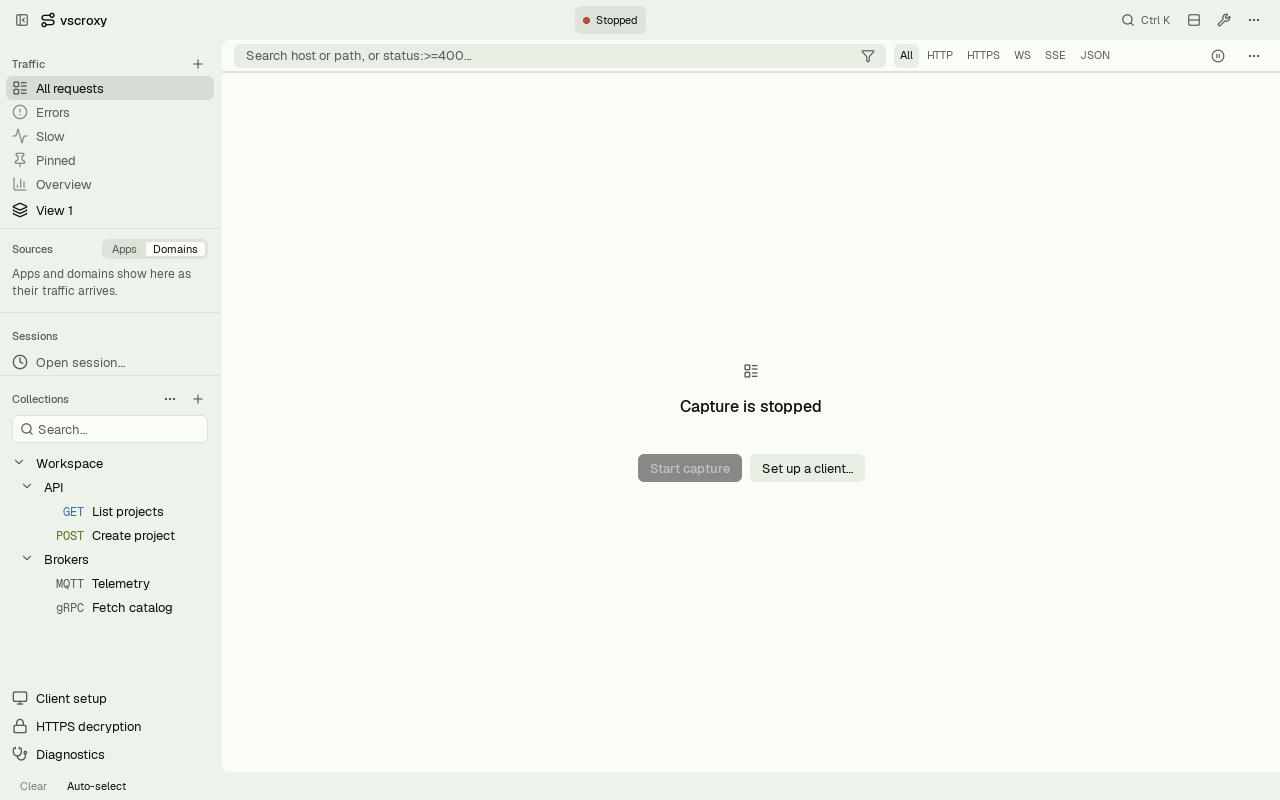 vscroxy
Stopped
Ctrl K
Traffic
All requests
Errors
Slow
Pinned
Overview
View 1
Sources
Apps
Domains
Apps and domains show here as
their traffic arrives.
Sessions
Open session...
Collections
Search...
Workspace
API
GET List projects
POST Create project
Brokers
MQTT Telemetry
gRPC Fetch catalog
Client setup
HTTPS decryption
Diagnostics
Clear
Auto-select
Search host or path, or status:>=400...
All
HTTP
HTTPS
WS
SSE
JSON
Capture is stopped
Start capture
Set up a client...